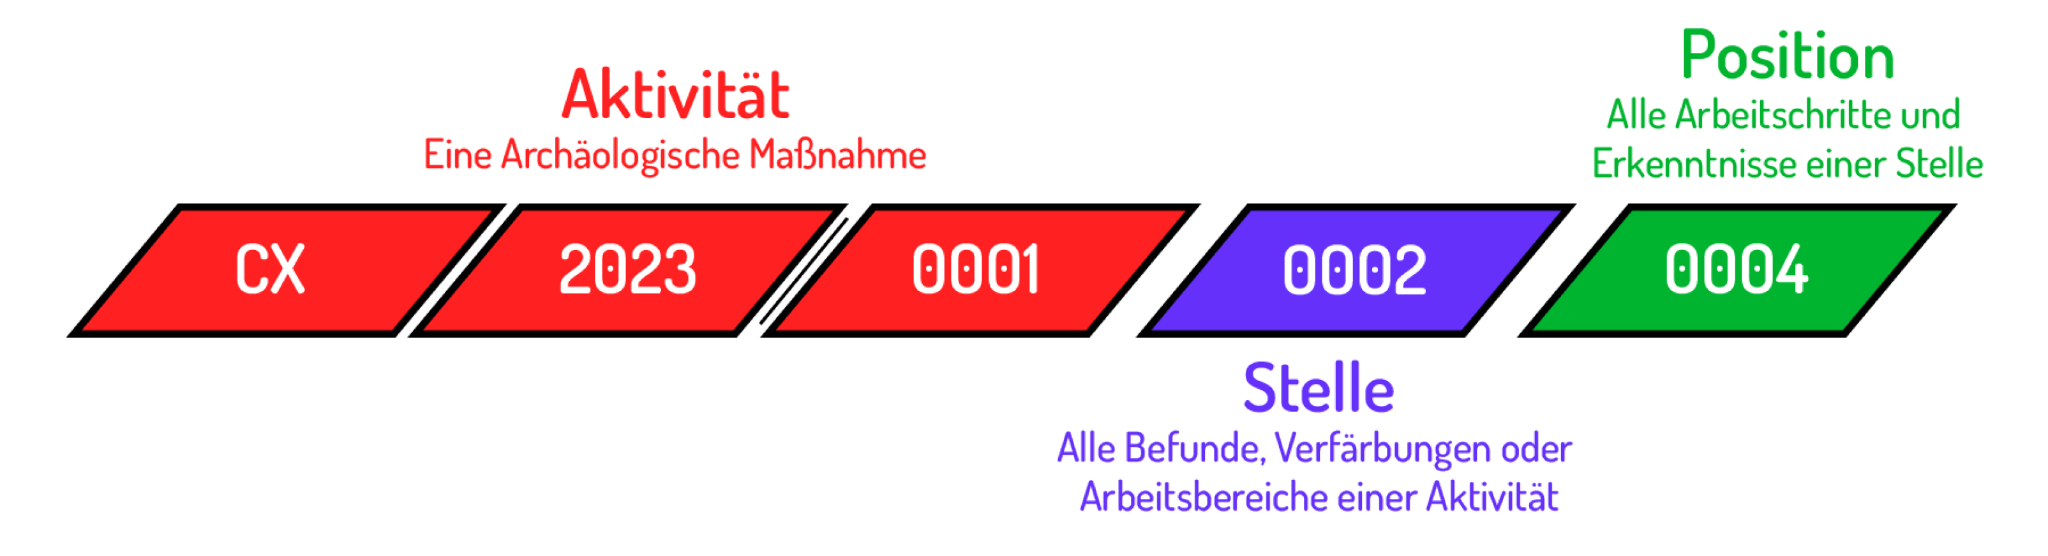 Position
Alle Arbeitschritte und
Erkenntnisse einer Stelle
Aktivität
Eine Archäologische Maßnahme
CX 2023 0001 0002 0004
Stelle
Alle Befunde, Verfärbungen oder
Arbeitsbereiche einer Aktivität